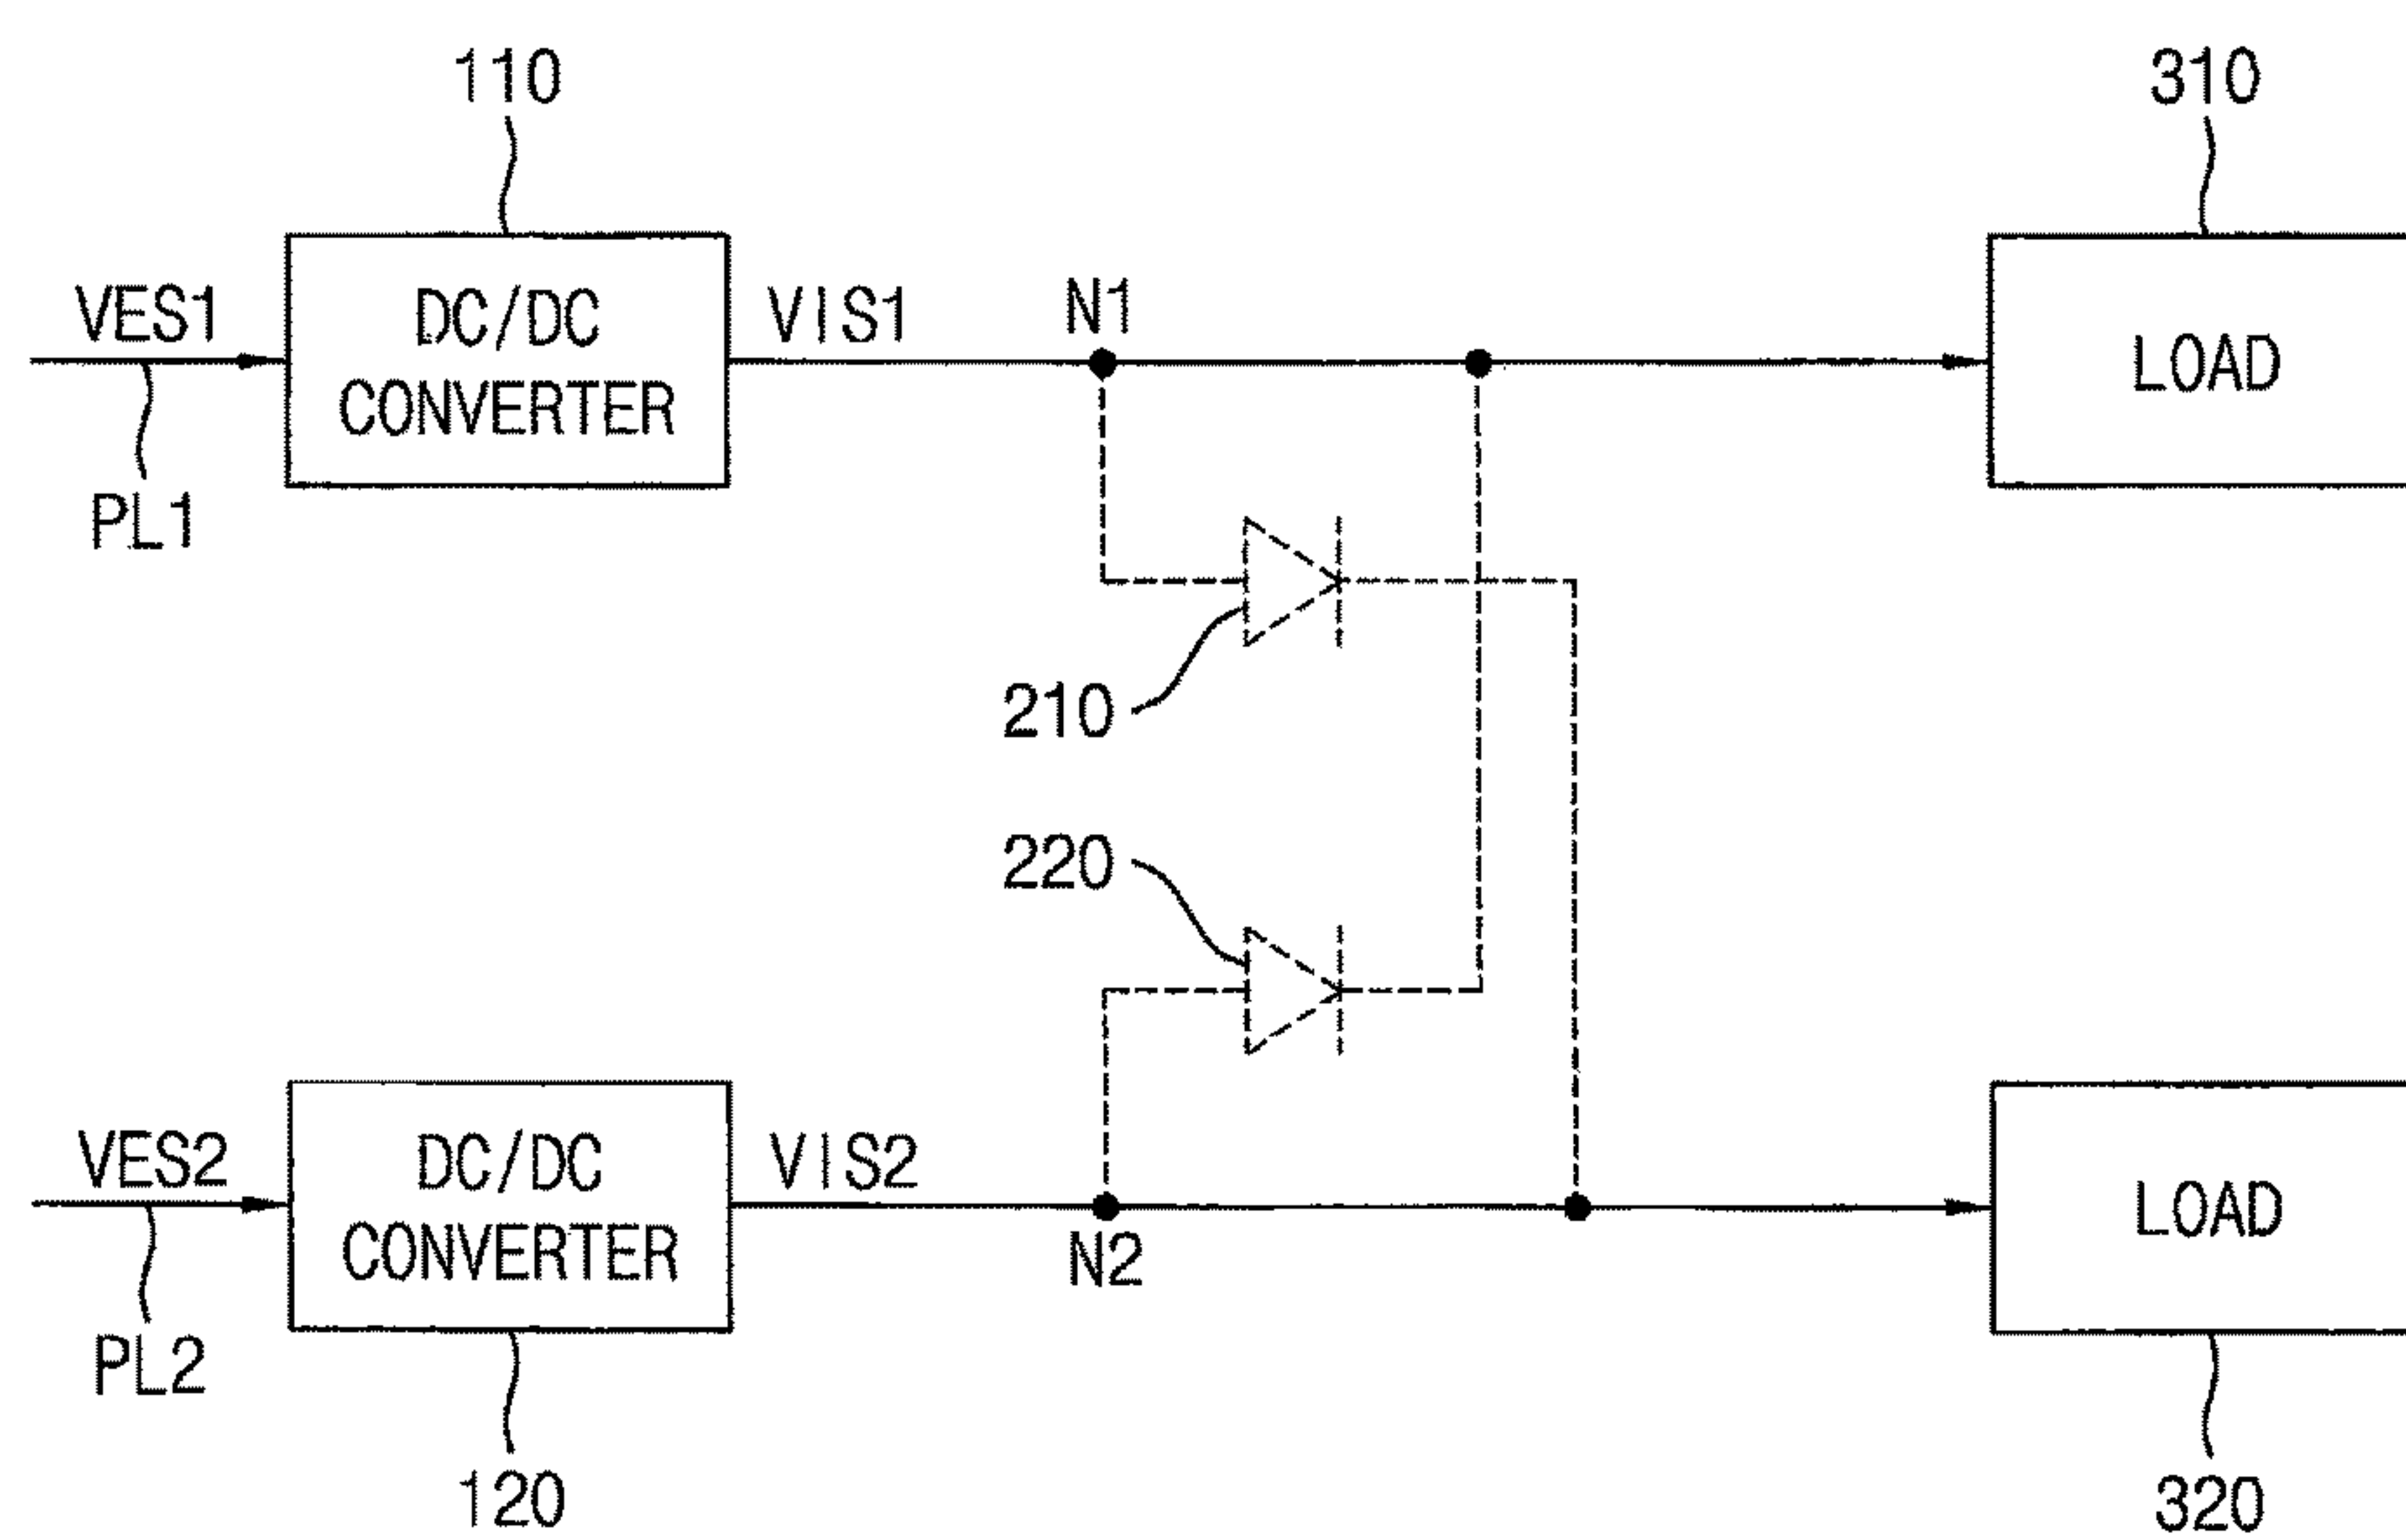 110
310
VES1
DC/DC
CONVERTER
VIS1
N1
LOAD
PL1
210
220
VES2
DC/DC
CONVERTER
VIS2
N2
LOAD
PL2
120
320